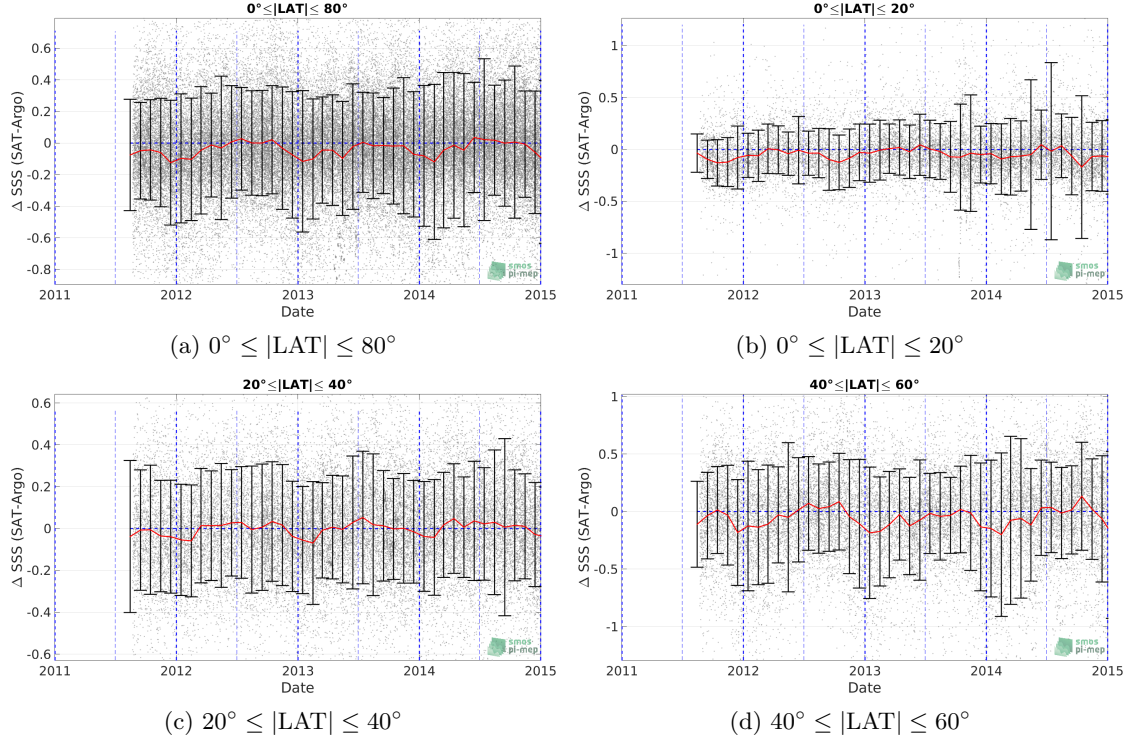 0°≤|LAT|≤ 80°
0.6
0.4
0.2
0
-0.2
-0.4
-0.6
-0.8
Δ SSS (SAT-Argo)
2011
2012
2013
2014
2015
Date
smos
pi-mep
(a) 0° ≤ |LAT| ≤ 80°
0°≤|LAT|≤ 20°
1
0.5
0
-0.5
-1
Δ SSS (SAT-Argo)
2011
2012
2013
2014
2015
Date
smos
pi-mep
(b) 0° ≤ |LAT| ≤ 20°
20°≤|LAT|≤ 40°
0.6
0.4
0.2
0
-0.2
-0.4
-0.6
Δ SSS (SAT-Argo)
2011
2012
2013
2014
2015
Date
smos
pi-mep
(c) 20° ≤ |LAT| ≤ 40°
40°≤|LAT|≤ 60°
1
0.5
0
-0.5
-1
Δ SSS (SAT-Argo)
2011
2012
2013
2014
2015
Date
smos
pi-mep
(d) 40° ≤ |LAT| ≤ 60°